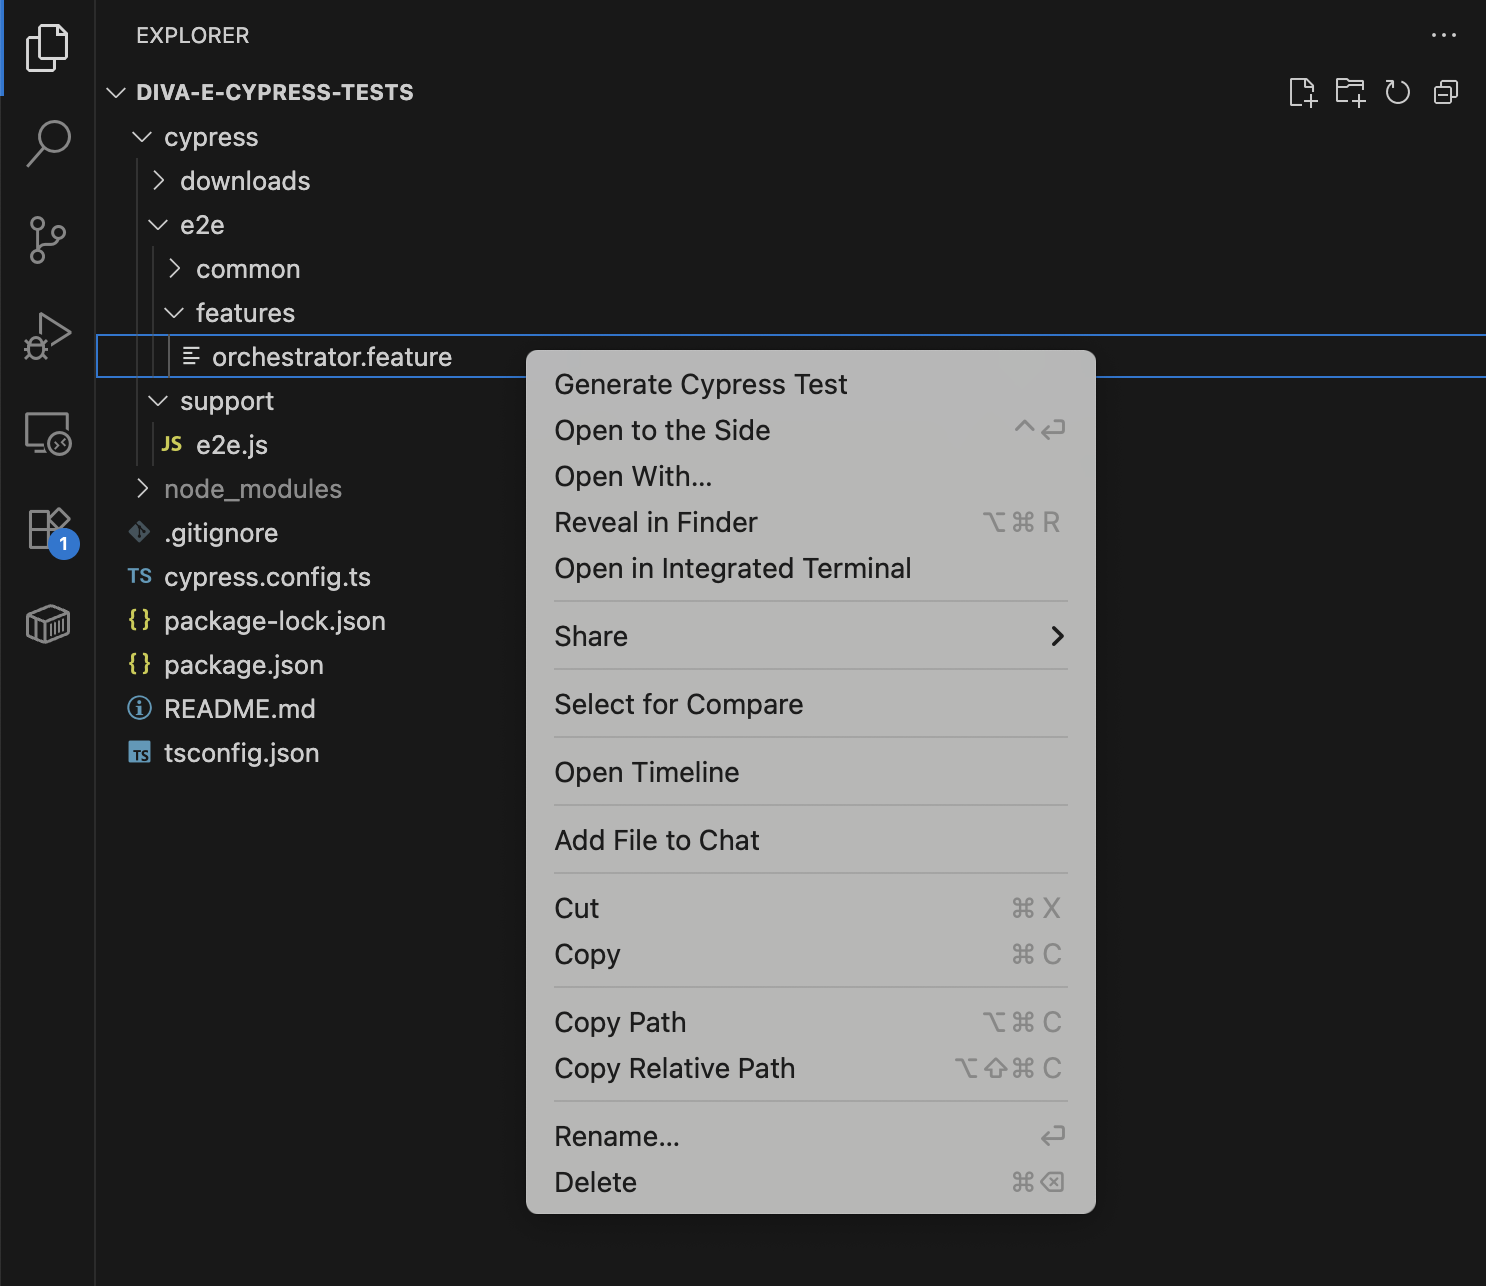 EXPLORER
DIVA-E-CYPRESS-TESTS
cypress
downloads
e2e
common
features
orchestrator.feature
support
JS e2e.js
node_modules
.gitignore
TS cypress.config.ts
{} package-lock.json
{} package.json
README.md
TS tsconfig.json
1
Generate Cypress Test
Open to the Side ^↩
Open With...
Reveal in Finder ⌥⌘ R
Open in Integrated Terminal
Share
Select for Compare
Open Timeline
Add File to Chat
Cut ⌘ X
Copy ⌘ C
Copy Path ⌥⌘ C
Copy Relative Path ⌥⇧⌘ C
Rename... ↩
Delete ⌘⌫